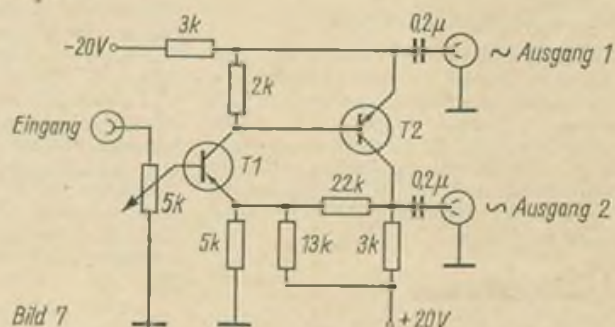 3k
0,2μ
-20V
~ Ausgang 1
2k
Eingang
T2
T1
5k
22k
0,2μ
∽ Ausgang 2
5k
13k
3k
Bild 7
+20V